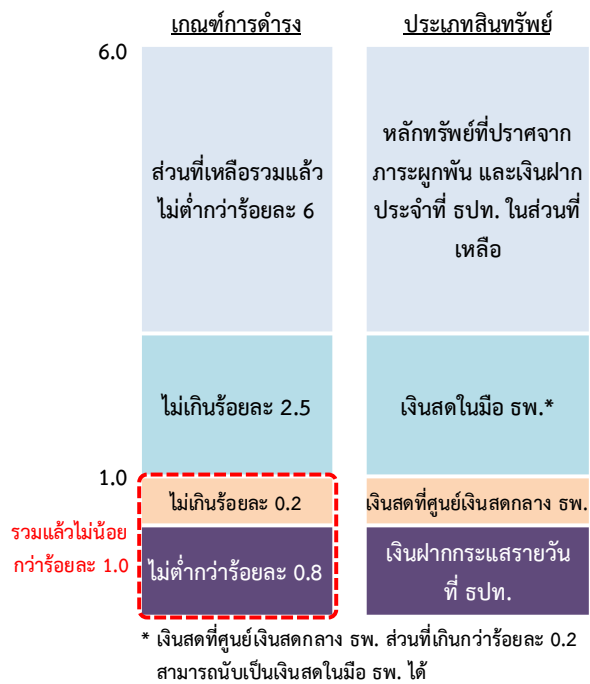 เกณฑ์การดำรง
ประเภทสินทรัพย์
6.0
ส่วนที่เหลือรวมแล้ว
ไม่ต่ำกว่าร้อยละ 6
หลักทรัพย์ที่ปราศจาก
ภาระผูกพัน และเงินฝาก
ประจำที่ ธปท. ในส่วนที่
เหลือ
ไม่เกินร้อยละ 2.5
เงินสดในมือ ธพ.*
1.0
ไม่เกินร้อยละ 0.2
เงินสดที่ศูนย์เงินสดกลาง ธพ.
รวมแล้วไม่น้อย
กว่าร้อยละ 1.0
ไม่ต่ำกว่าร้อยละ 0.8
เงินฝากกระแสรายวัน
ที่ ธปท.
* เงินสดที่ศูนย์เงินสดกลาง ธพ. ส่วนที่เกินกว่าร้อยละ 0.2
สามารถนับเป็นเงินสดในมือ ธพ. ได้